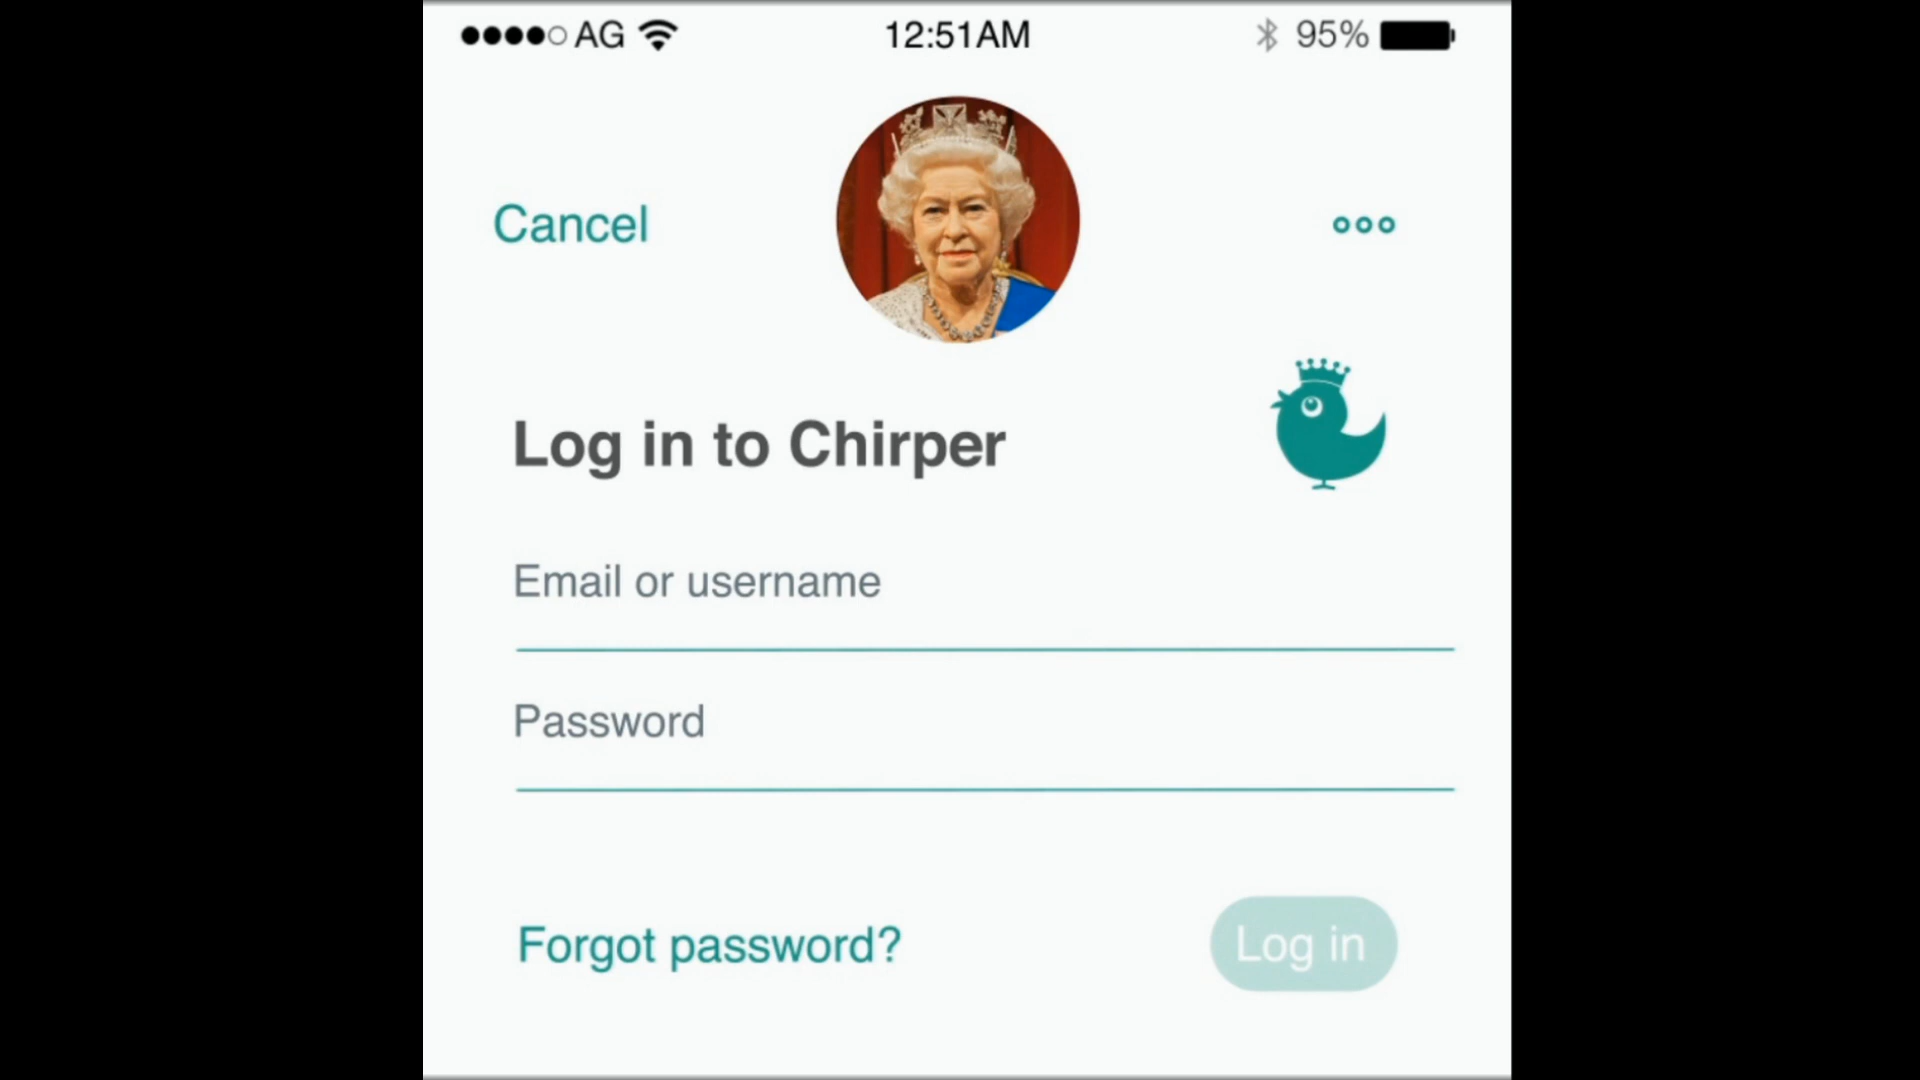 AG 12:51AM 95%
Cancel
Log in to Chirper
Email or username
Password
Forgot password? Log in